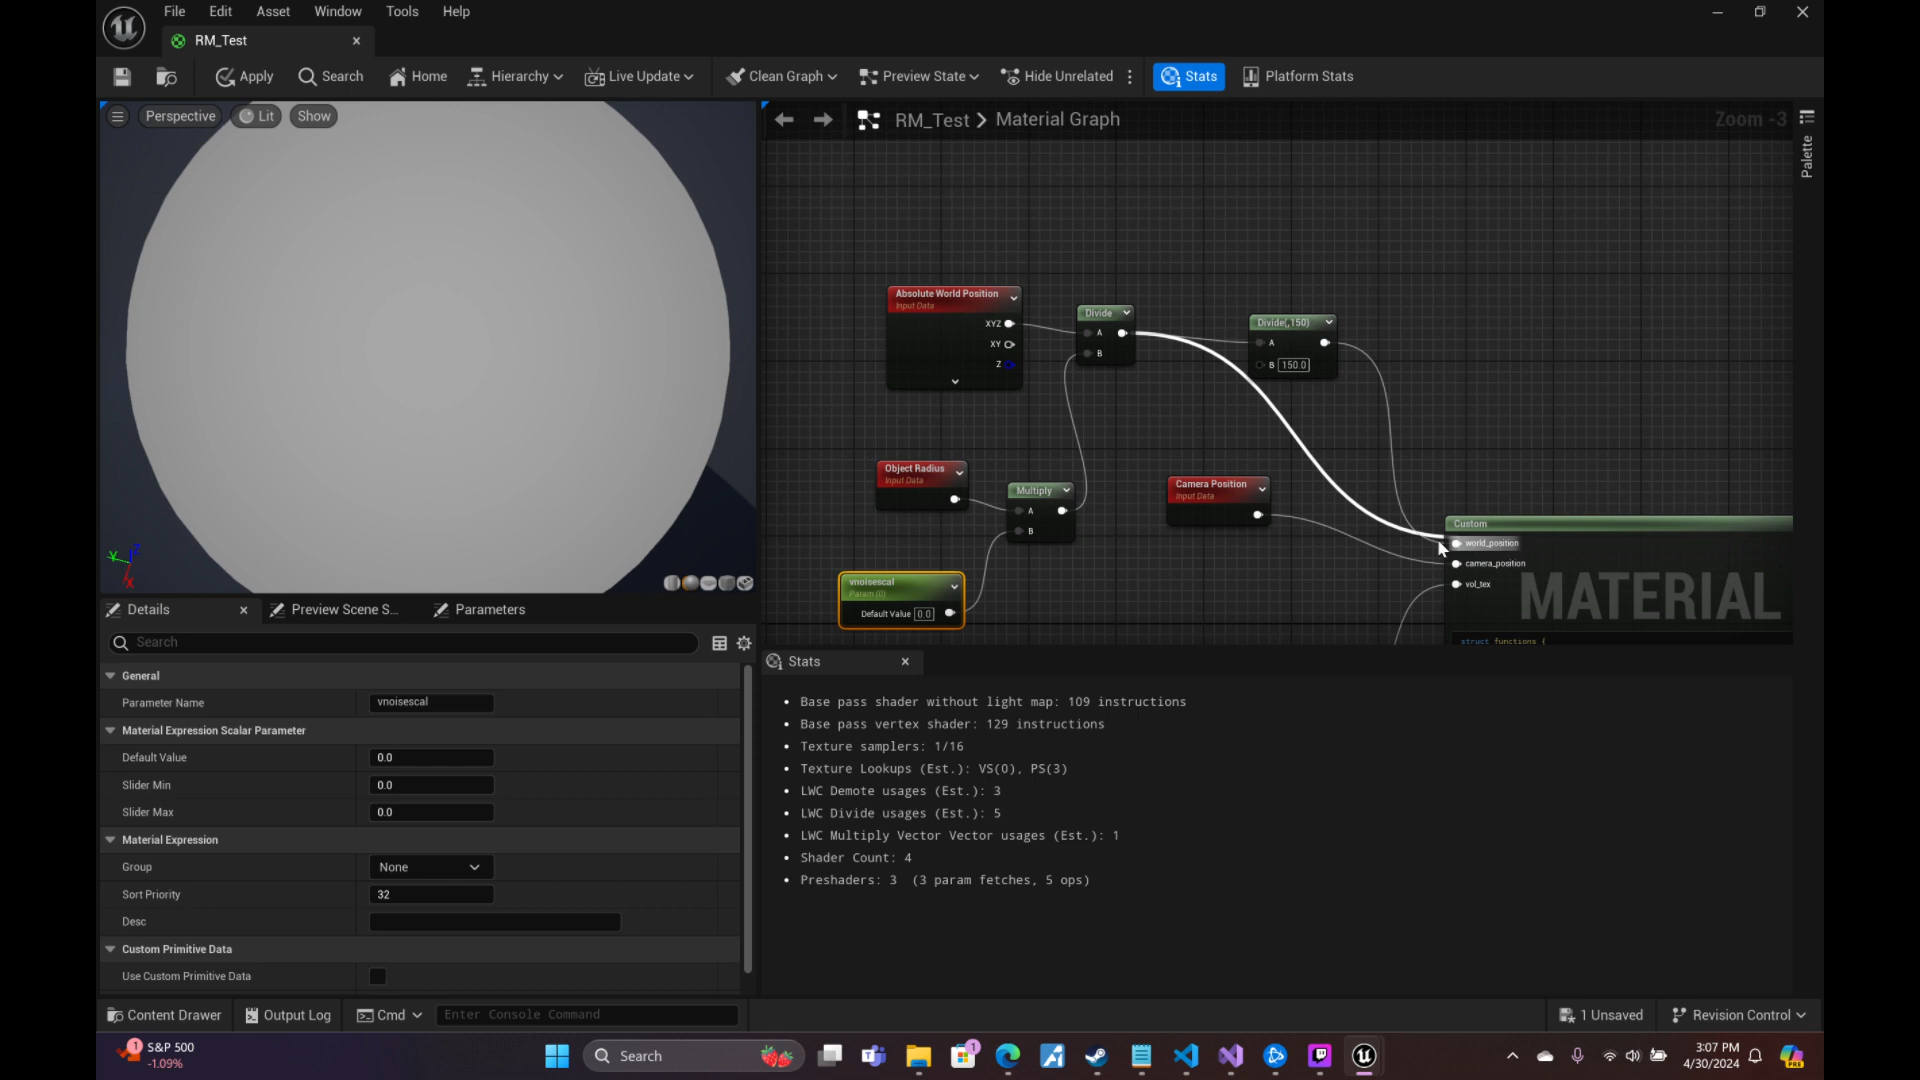 File Edit Asset Window Tools Help
RM_Test
Apply Search Home Hierarchy Live Update Clean Graph Preview State Hide Unrelated Stats Platform Stats
Perspective Lit Show
RM_Test > Material Graph
Zoom -3
Palette
Absolute World Position
Input Data
XYZ
XY
Z
Divide
A
B
Divide(,150)
A
B 150.0
Object Radius
Input Data
Multiply
A
B
Camera Position
Input Data
vnoisescal
Param (0)
Default Value 0.0
Custom
world_position
camera_position
vol_tex
MATERIAL
struct functions {
Y Z X
Details Preview Scene S... Parameters
Search
General
Parameter Name vnoisescal
Material Expression Scalar Parameter
Default Value 0.0
Slider Min 0.0
Slider Max 0.0
Material Expression
Group None
Sort Priority 32
Desc
Custom Primitive Data
Use Custom Primitive Data
Stats
Base pass shader without light map: 109 instructions
Base pass vertex shader: 129 instructions
Texture samplers: 1/16
Texture Lookups (Est.): VS(0), PS(3)
LWC Demote usages (Est.): 3
LWC Divide usages (Est.): 5
LWC Multiply Vector Vector usages (Est.): 1
Shader Count: 4
Preshaders: 3 (3 param fetches, 5 ops)
Content Drawer Output Log Cmd Enter Console Command 1 Unsaved Revision Control
1 S&P 500
-1.09%
Search
1
3:07 PM
4/30/2024
PRE